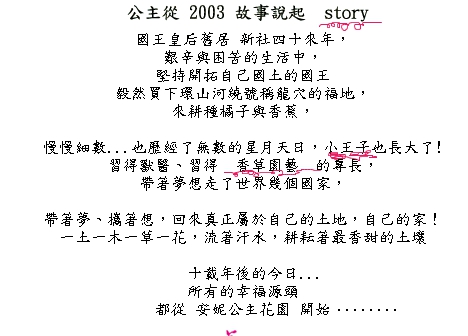 公主從 2003 故事說起 story
國王皇后舊居 新社四十來年，
艱辛與困苦的生活中，
堅持開拓自己國土的國王
毅然買下環山河繞號稱龍穴的福地，
來耕種橘子與香蕉，
慢慢細數...也歷經了無數的星月天日，小王子也長大了!
習得獸醫、習得 香草園藝 的專長，
帶著夢想走了世界幾個國家，
帶著夢、攜著想，回來真正屬於自己的土地，自己的家!
一土一木一草一花，流著汗水，耕耘著最香甜的土壤
十載年後的今日...
所有的幸福源頭
都從 安妮公主花園 開始········